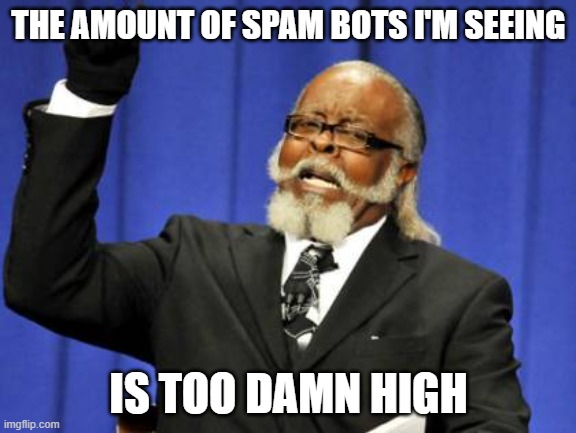 THE AMOUNT OF SPAM BOTS I'M SEEING
IS TOO DAMN HIGH
imgflip.com